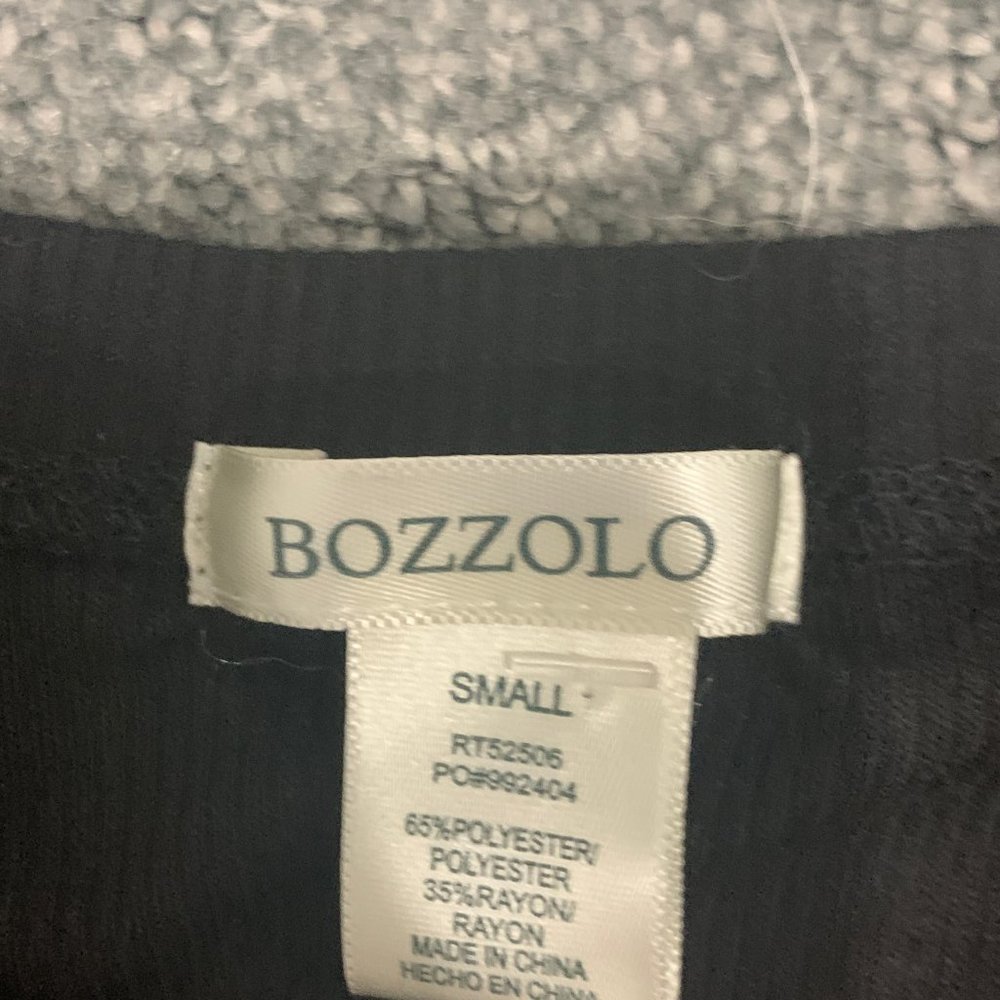 BOZZOLO
SMALL
RT52506
PO#992404
65%POLYESTER/
POLYESTER
35%RAYON/
RAYON
MADE IN CHINA
HECHO EN CHINA